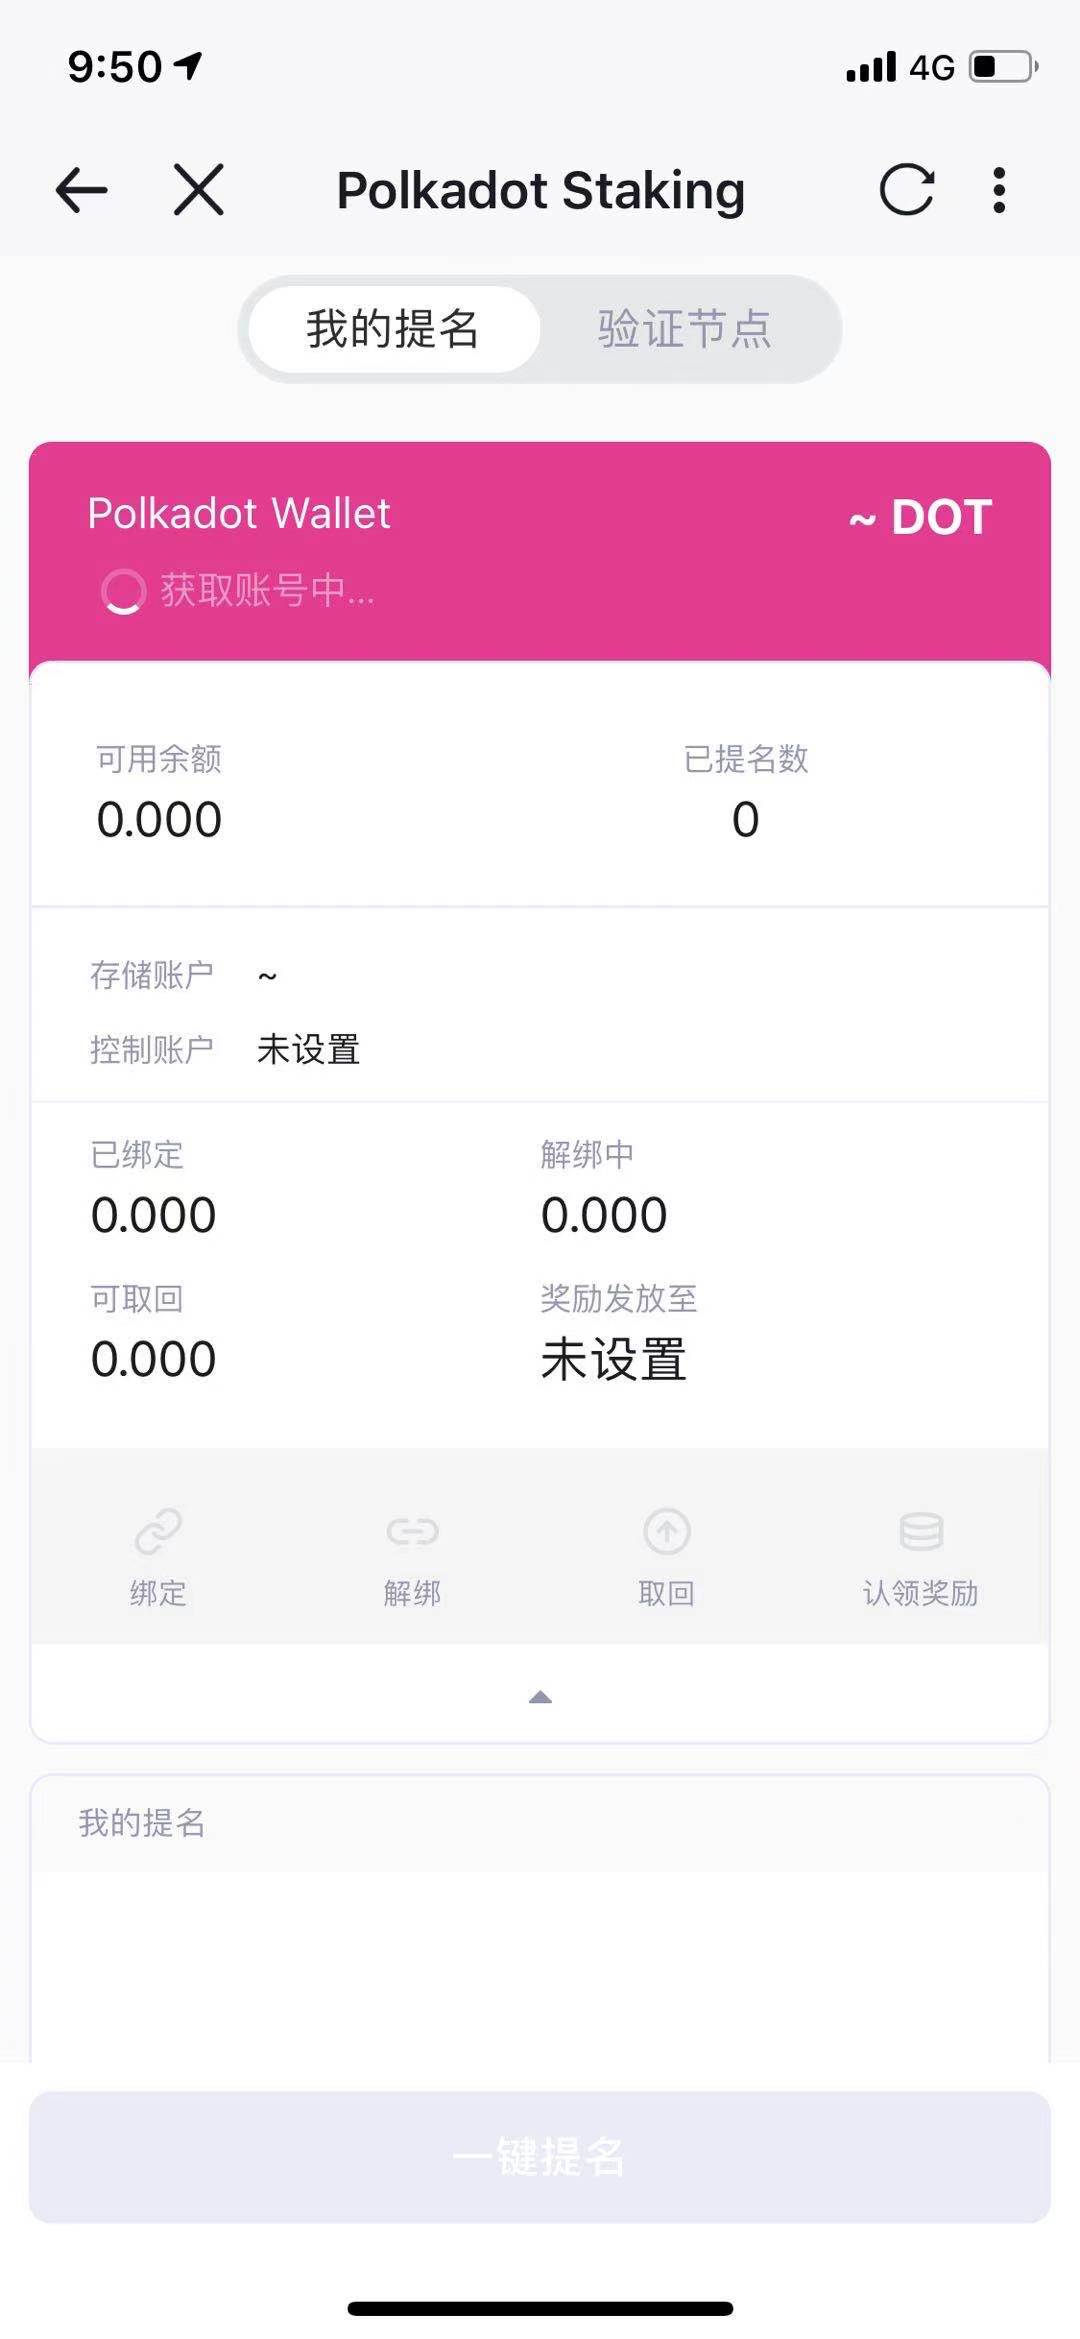 9:50 4G
Polkadot Staking
我的提名 验证节点
Polkadot Wallet ~ DOT
获取账号中...
可用余额 已提名数
0.000 0
存储账户 ~
控制账户 未设置
已绑定 解绑中
0.000 0.000
可取回 奖励发放至
0.000 未设置
绑定 解绑 取回 认领奖励
我的提名
一键提名